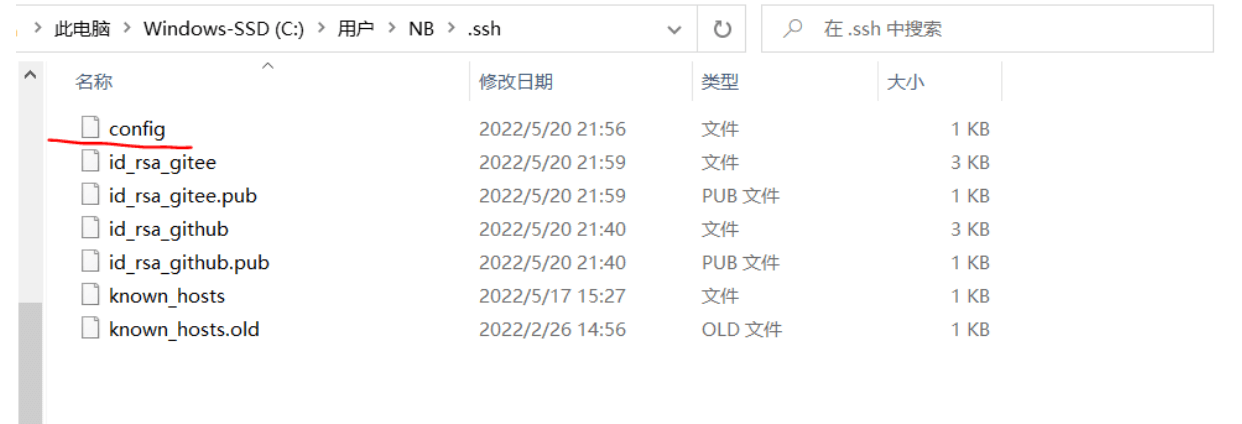 此电脑 > Windows-SSD (C:) > 用户 > NB > .ssh 在 .ssh 中搜索
名称 修改日期 类型 大小
config 2022/5/20 21:56 文件 1 KB
id_rsa_gitee 2022/5/20 21:59 文件 3 KB
id_rsa_gitee.pub 2022/5/20 21:59 PUB 文件 1 KB
id_rsa_github 2022/5/20 21:40 文件 3 KB
id_rsa_github.pub 2022/5/20 21:40 PUB 文件 1 KB
known_hosts 2022/5/17 15:27 文件 1 KB
known_hosts.old 2022/2/26 14:56 OLD 文件 1 KB